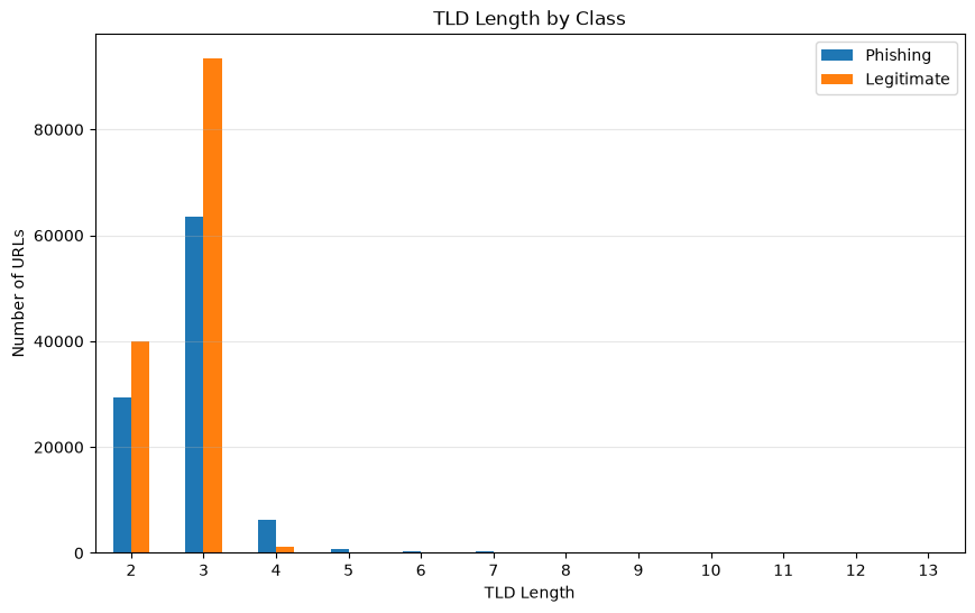 TLD Length by Class
Phishing
Legitimate
Number of URLs
80000
60000
40000
20000
0
2 3 4 5 6 7 8 9 10 11 12 13
TLD Length